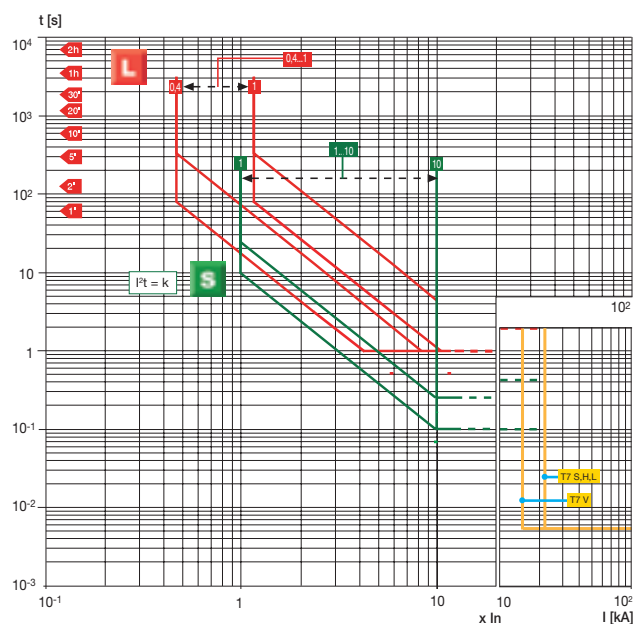 t [s]
10⁴
2h
1h
30'
20'
10³
10'
5'
2'
10²
1'
L
0,4...1
0,4
1
1...10
1
10
I²t = k
S
10
1
10⁻¹
10⁻²
10⁻³
10²
T7 S,H,L
T7 V
10⁻¹
1
10
10
10²
x In
I [kA]